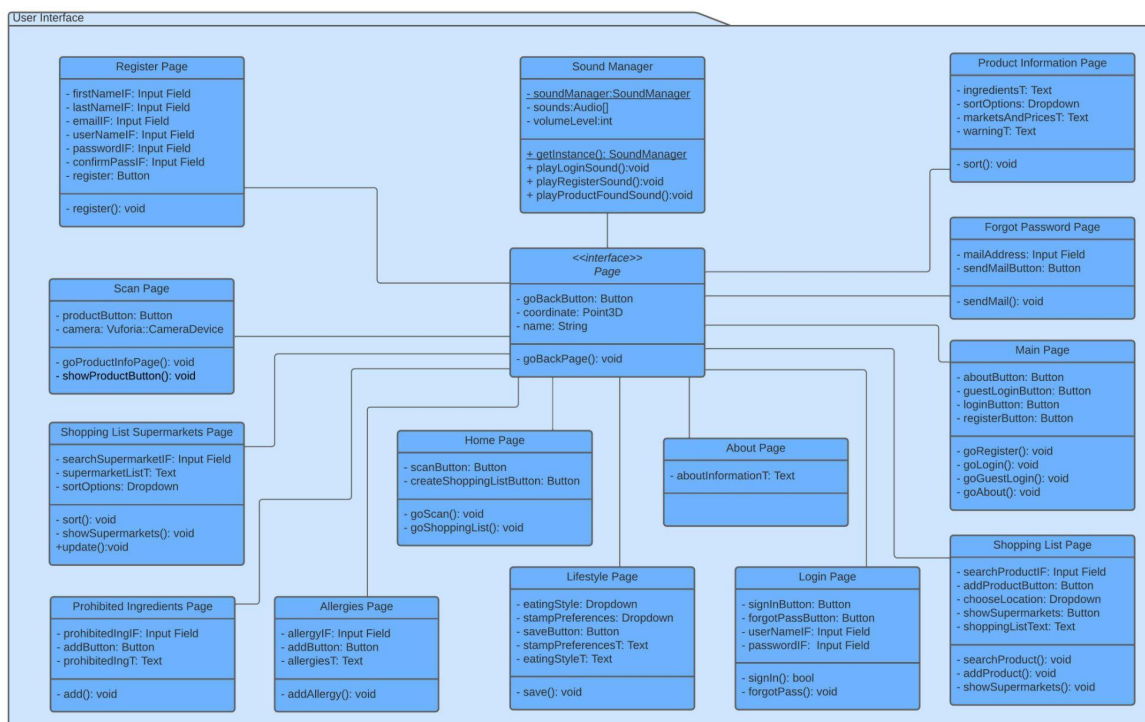 User Interface
Register Page
- firstNameIF: Input Field
- lastNameIF: Input Field
- emailIF: Input Field
- userNameIF: Input Field
- passwordIF: Input Field
- confirmPassIF: Input Field
- register: Button
- register(): void
Sound Manager
- soundManager:SoundManager
- sounds:Audio[]
- volumeLevel:int
+ getInstance(): SoundManager
+ playLoginSound():void
+ playRegisterSound():void
+ playProductFoundSound():void
Product Information Page
- ingredientsT: Text
- sortOptions: Dropdown
- marketsAndPricesT: Text
- warningT: Text
- sort(): void
<<interface>>
Page
- goBackButton: Button
- coordinate: Point3D
- name: String
- goBackPage(): void
Forgot Password Page
- mailAddress: Input Field
- sendMailButton: Button
- sendMail(): void
Scan Page
- productButton: Button
- camera: Vuforia::CameraDevice
- goProductInfoPage(): void
- showProductButton(): void
Main Page
- aboutButton: Button
- guestLoginButton: Button
- loginButton: Button
- registerButton: Button
- goRegister(): void
- goLogin(): void
- goGuestLogin(): void
- goAbout(): void
Shopping List Supermarkets Page
- searchSupermarketIF: Input Field
- supermarketListT: Text
- sortOptions: Dropdown
- sort(): void
- showSupermarkets(): void
+update():void
Home Page
- scanButton: Button
- createShoppingListButton: Button
- goScan(): void
- goShoppingList(): void
About Page
- aboutInformationT: Text
Shopping List Page
- searchProductIF: Input Field
- addProductButton: Button
- chooseLocation: Dropdown
- showSupermarkets: Button
- shoppingListText: Text
- searchProduct(): void
- addProduct(): void
- showSupermarkets(): void
Prohibited Ingredients Page
- prohibitedIngIF: Input Field
- addButton: Button
- prohibitedIngT: Text
- add(): void
Allergies Page
- allergyIF: Input Field
- addButton: Button
- allergiesT: Text
- addAllergy(): void
Lifestyle Page
- eatingStyle: Dropdown
- stampPreferences: Dropdown
- saveButton: Button
- stampPreferencesT: Text
- eatingStyleT: Text
- save(): void
Login Page
- signInButton: Button
- forgotPassButton: Button
- userNameIF: Input Field
- passwordIF: Input Field
- signIn(): bool
- forgotPass(): void